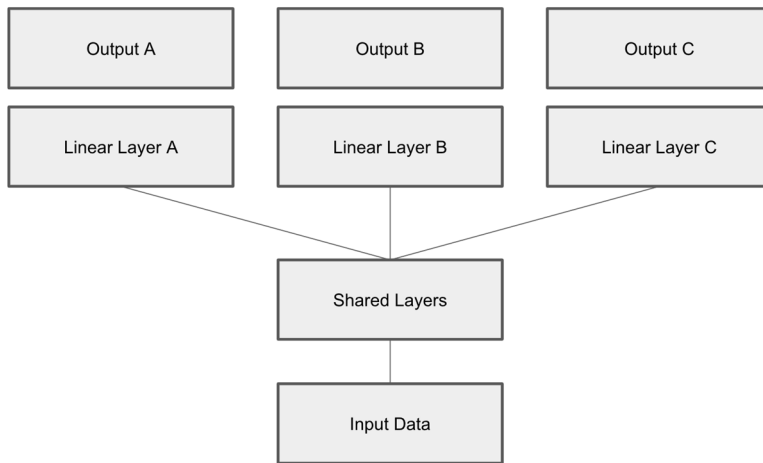 Output A
Output B
Output C
Linear Layer A
Linear Layer B
Linear Layer C
Shared Layers
Input Data